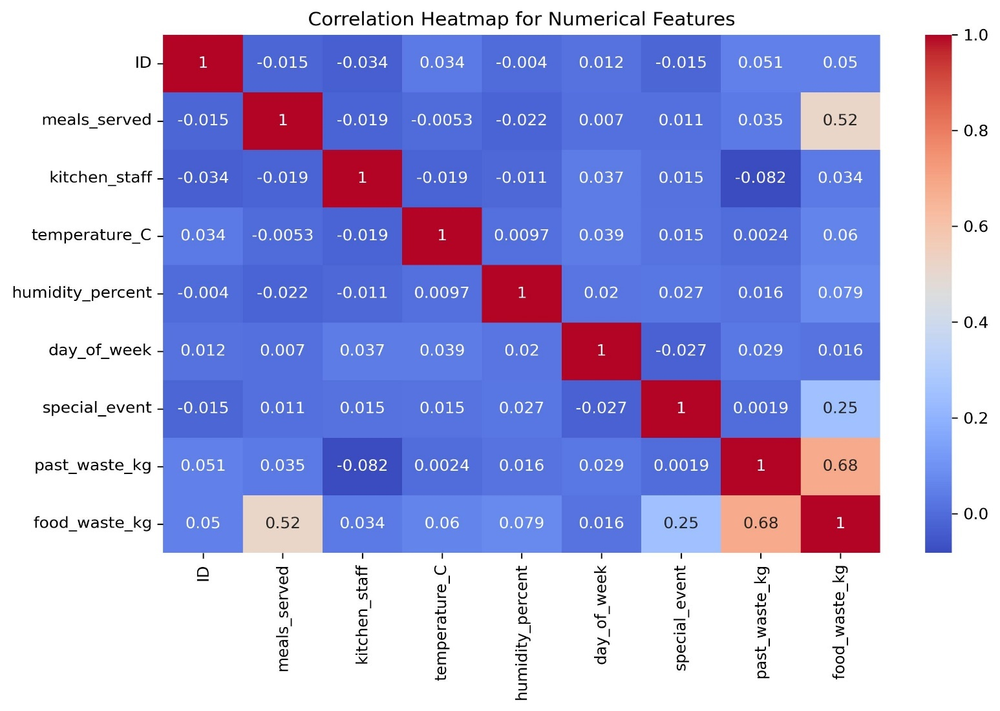 Correlation Heatmap for Numerical Features
ID 1 -0.015 -0.034 0.034 -0.004 0.012 -0.015 0.051 0.05
meals_served -0.015 1 -0.019 -0.0053 -0.022 0.007 0.011 0.035 0.52
kitchen_staff -0.034 -0.019 1 -0.019 -0.011 0.037 0.015 -0.082 0.034
temperature_C 0.034 -0.0053 -0.019 1 0.0097 0.039 0.015 0.0024 0.06
humidity_percent -0.004 -0.022 -0.011 0.0097 1 0.02 0.027 0.016 0.079
day_of_week 0.012 0.007 0.037 0.039 0.02 1 -0.027 0.029 0.016
special_event -0.015 0.011 0.015 0.015 0.027 -0.027 1 0.0019 0.25
past_waste_kg 0.051 0.035 -0.082 0.0024 0.016 0.029 0.0019 1 0.68
food_waste_kg 0.05 0.52 0.034 0.06 0.079 0.016 0.25 0.68 1
ID
meals_served
kitchen_staff
temperature_C
humidity_percent
day_of_week
special_event
past_waste_kg
food_waste_kg
1.0
0.8
0.6
0.4
0.2
0.0